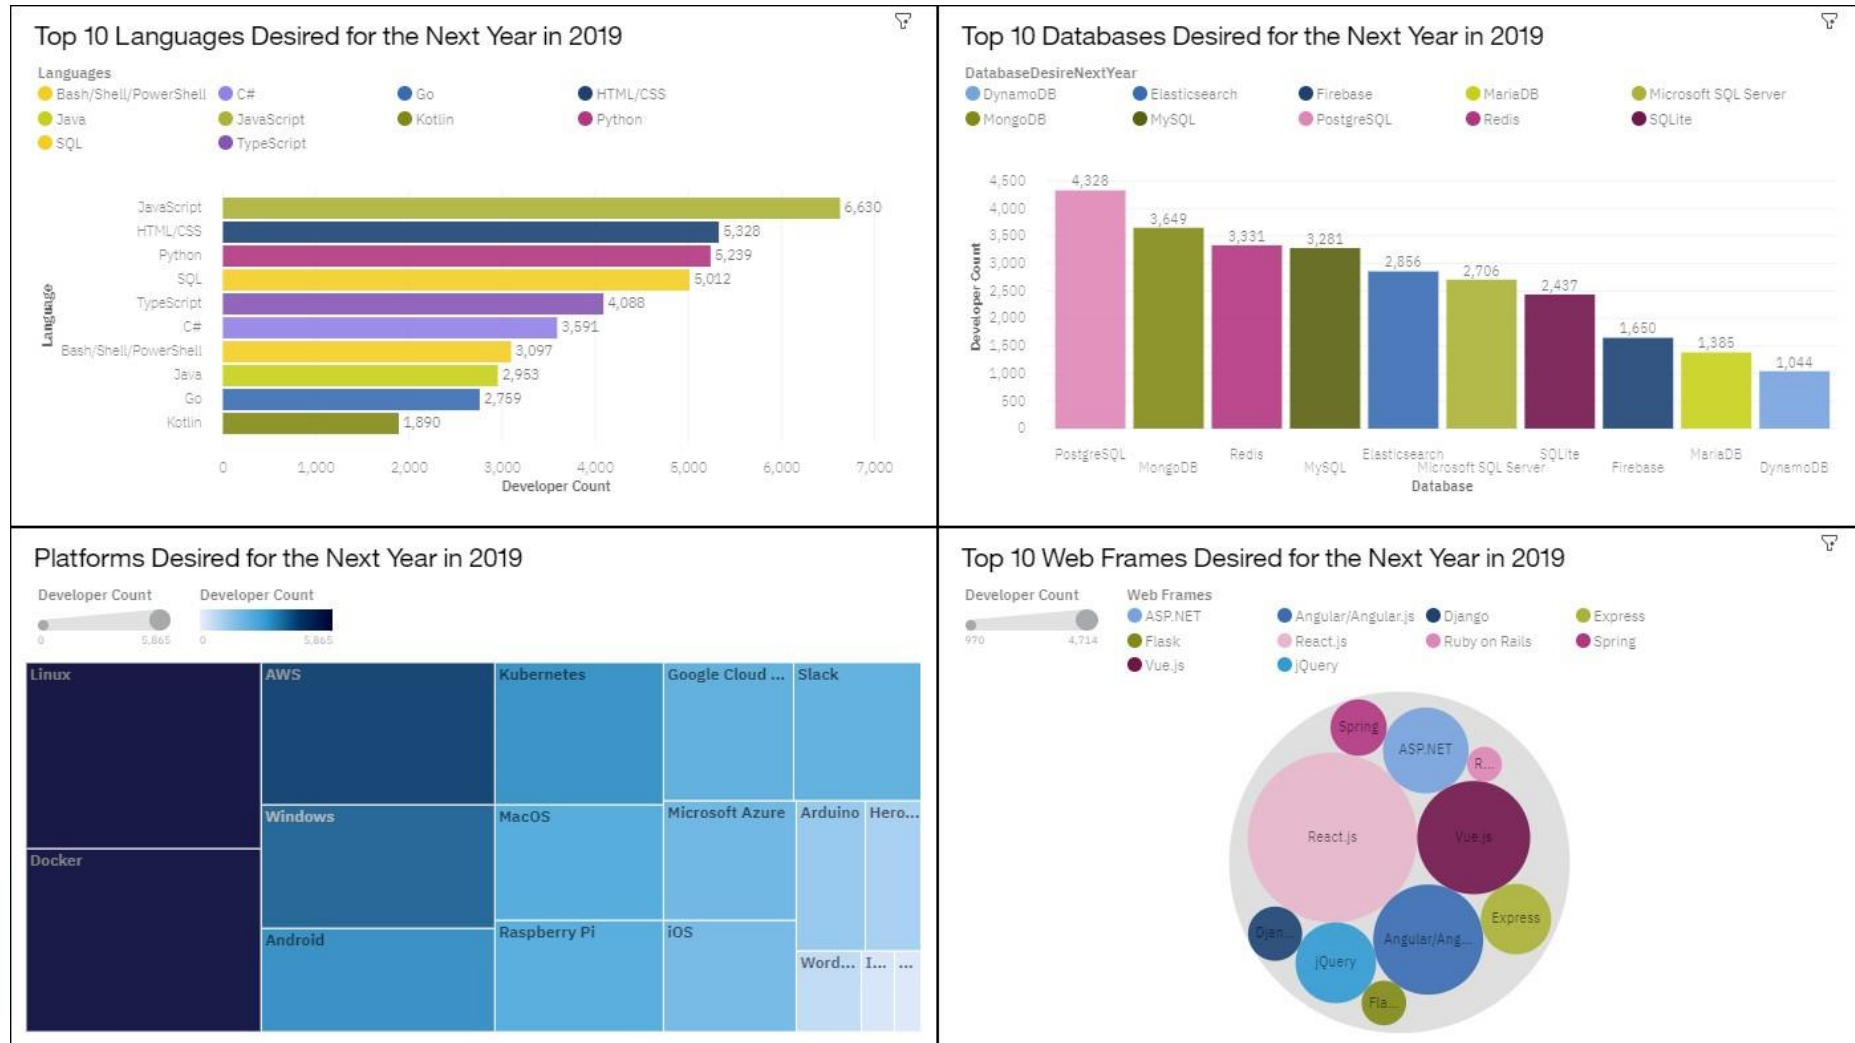 Top 10 Languages Desired for the Next Year in 2019
Languages
Bash/Shell/PowerShell C# Go HTML/CSS
Java JavaScript Kotlin Python
SQL TypeScript
Language
JavaScript 6,630
HTML/CSS 5,328
Python 5,239
SQL 5,012
TypeScript 4,088
C# 3,591
Bash/Shell/PowerShell 3,097
Java 2,953
Go 2,759
Kotlin 1,890
0 1,000 2,000 3,000 4,000 5,000 6,000 7,000
Developer Count
Top 10 Databases Desired for the Next Year in 2019
DatabaseDesireNextYear
DynamoDB Elasticsearch Firebase MariaDB Microsoft SQL Server
MongoDB MySQL PostgreSQL Redis SQLite
Developer Count
4,500
4,000
3,500
3,000
2,500
2,000
1,500
1,000
500
0
4,328 3,649 3,331 3,281 2,856 2,706 2,437 1,650 1,385 1,044
PostgreSQL MongoDB Redis MySQL Elasticsearch Microsoft SQL Server SQLite Firebase MariaDB DynamoDB
Database
Platforms Desired for the Next Year in 2019
Developer Count Developer Count
0 5,865 0 5,865
Linux AWS Kubernetes Google Cloud ... Slack
Windows MacOS Microsoft Azure Arduino Hero...
Docker
Android Raspberry Pi iOS
Word... I... ...
Top 10 Web Frames Desired for the Next Year in 2019
Developer Count
970 4,714
Web Frames
ASP.NET Angular/Angular.js Django Express
Flask React.js Ruby on Rails Spring
Vue.js jQuery
Spring
ASP.NET
R...
React.js
Vue.js
Express
Djan...
Angular/Ang...
jQuery
Fla...